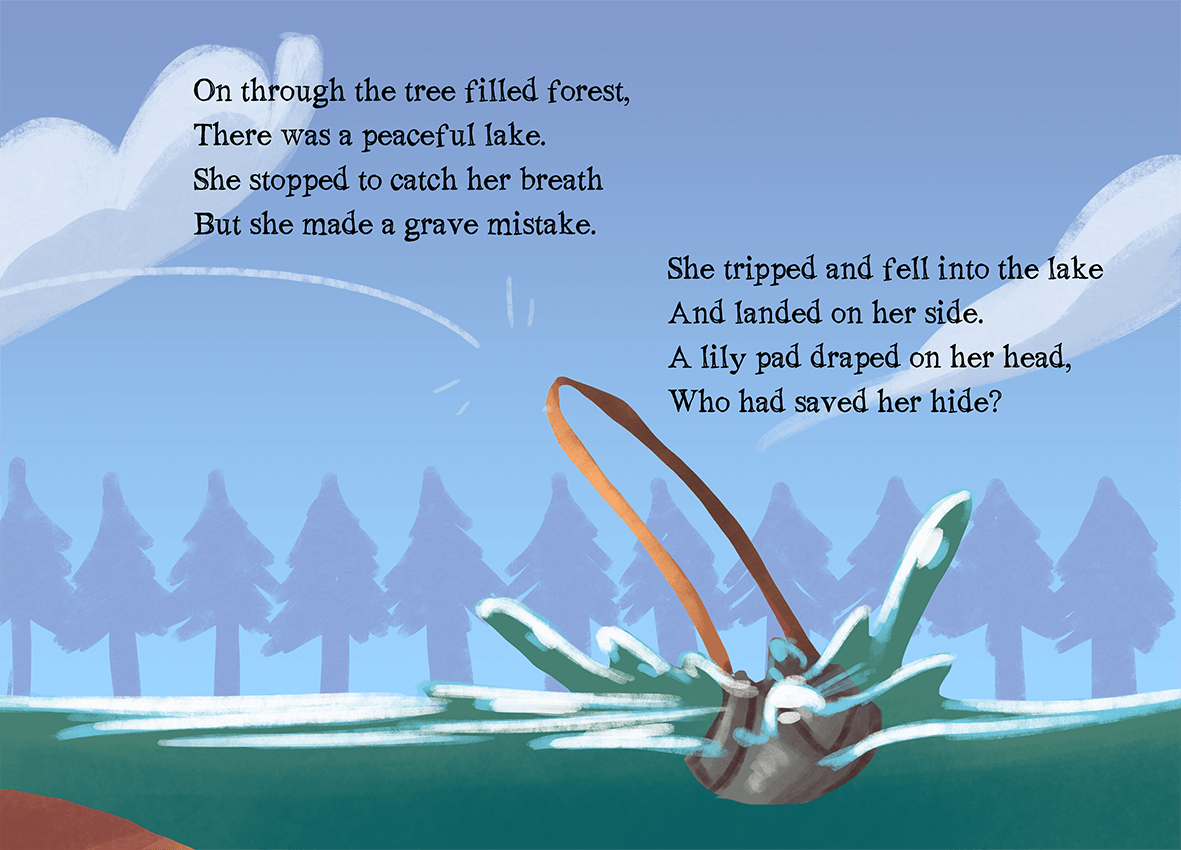 On through the tree filled forest,
There was a peaceful lake.
She stopped to catch her breath
But she made a grave mistake.
She tripped and fell into the lake
And landed on her side.
A lily pad draped on her head,
Who had saved her hide?